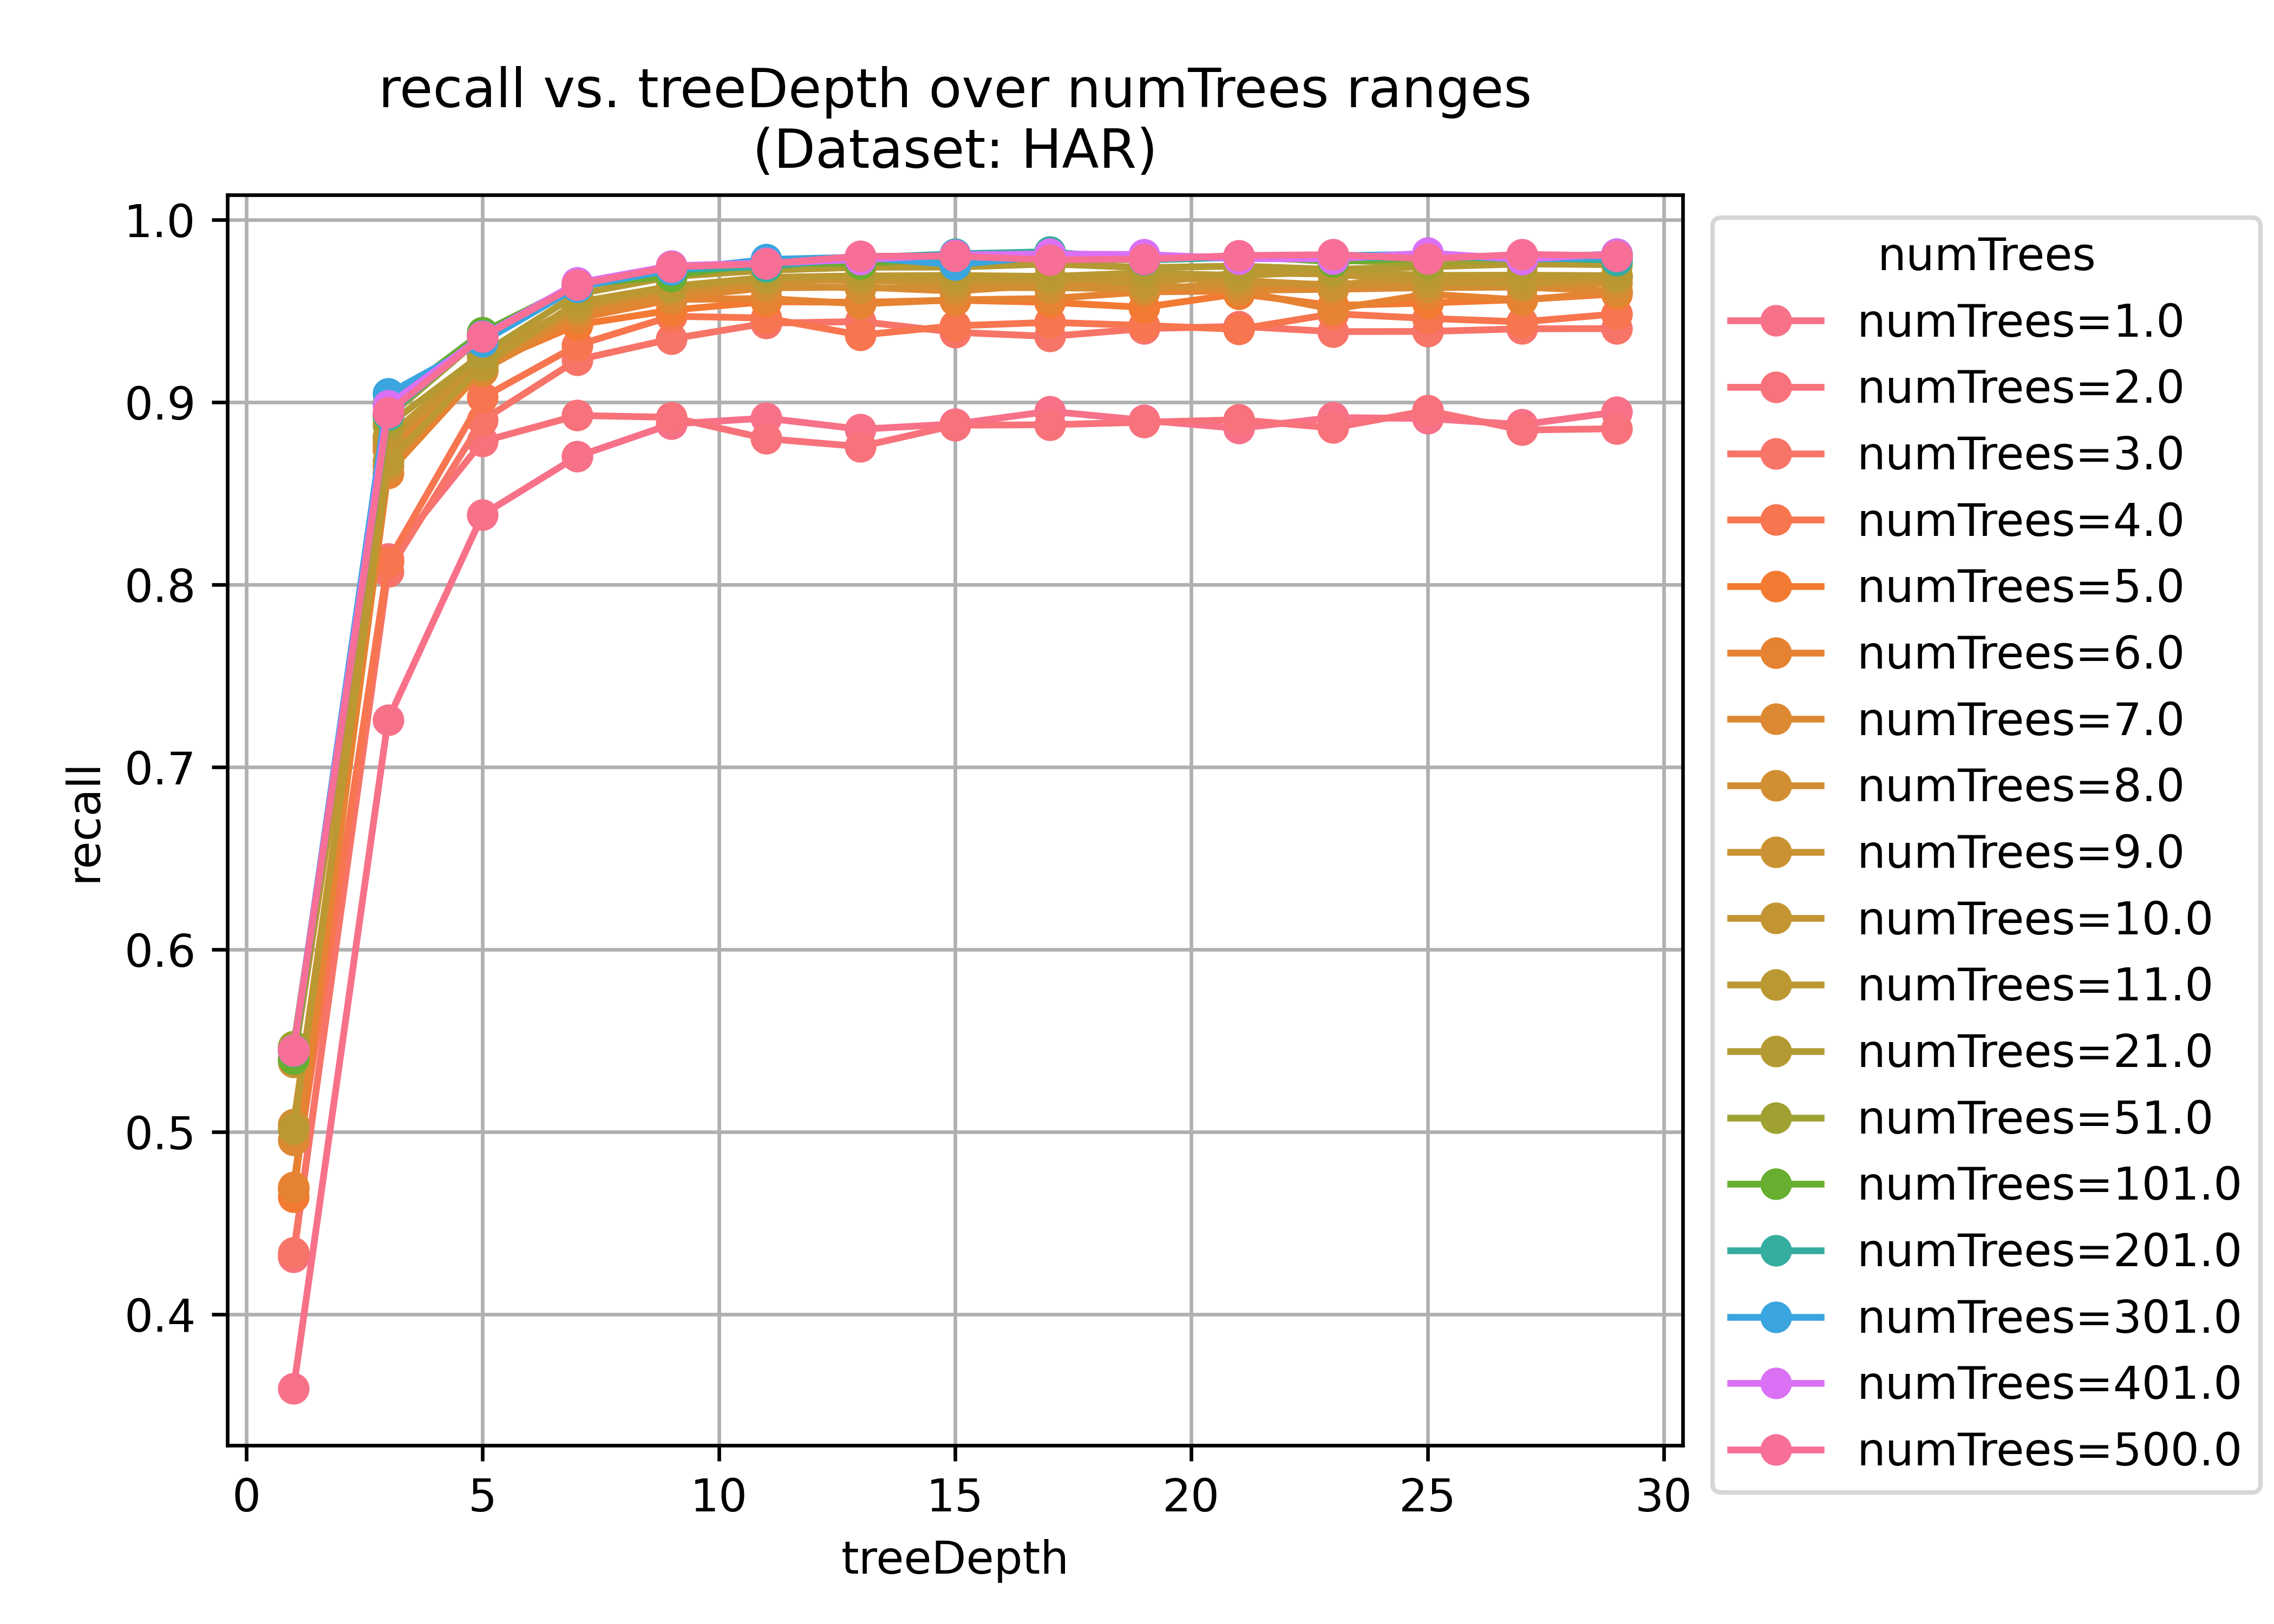 recall vs. treeDepth over numTrees ranges
(Dataset: HAR)
1.0
0.9
0.8
0.7
0.6
0.5
0.4
recall
0 5 10 15 20 25 30
treeDepth
numTrees
numTrees=1.0
numTrees=2.0
numTrees=3.0
numTrees=4.0
numTrees=5.0
numTrees=6.0
numTrees=7.0
numTrees=8.0
numTrees=9.0
numTrees=10.0
numTrees=11.0
numTrees=21.0
numTrees=51.0
numTrees=101.0
numTrees=201.0
numTrees=301.0
numTrees=401.0
numTrees=500.0